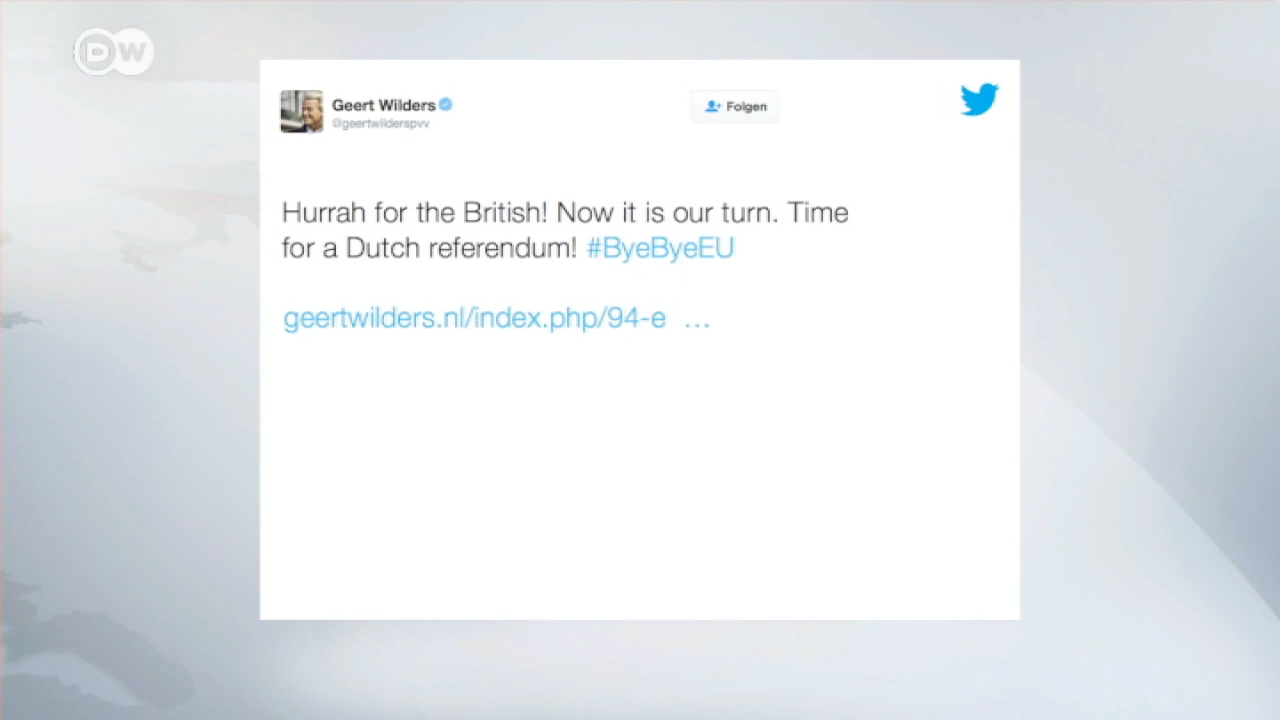 DW
Geert Wilders
@geertwilderspvv
Folgen
Hurrah for the British! Now it is our turn. Time
for a Dutch referendum! #ByeByeEU
geertwilders.nl/index.php/94-e ...